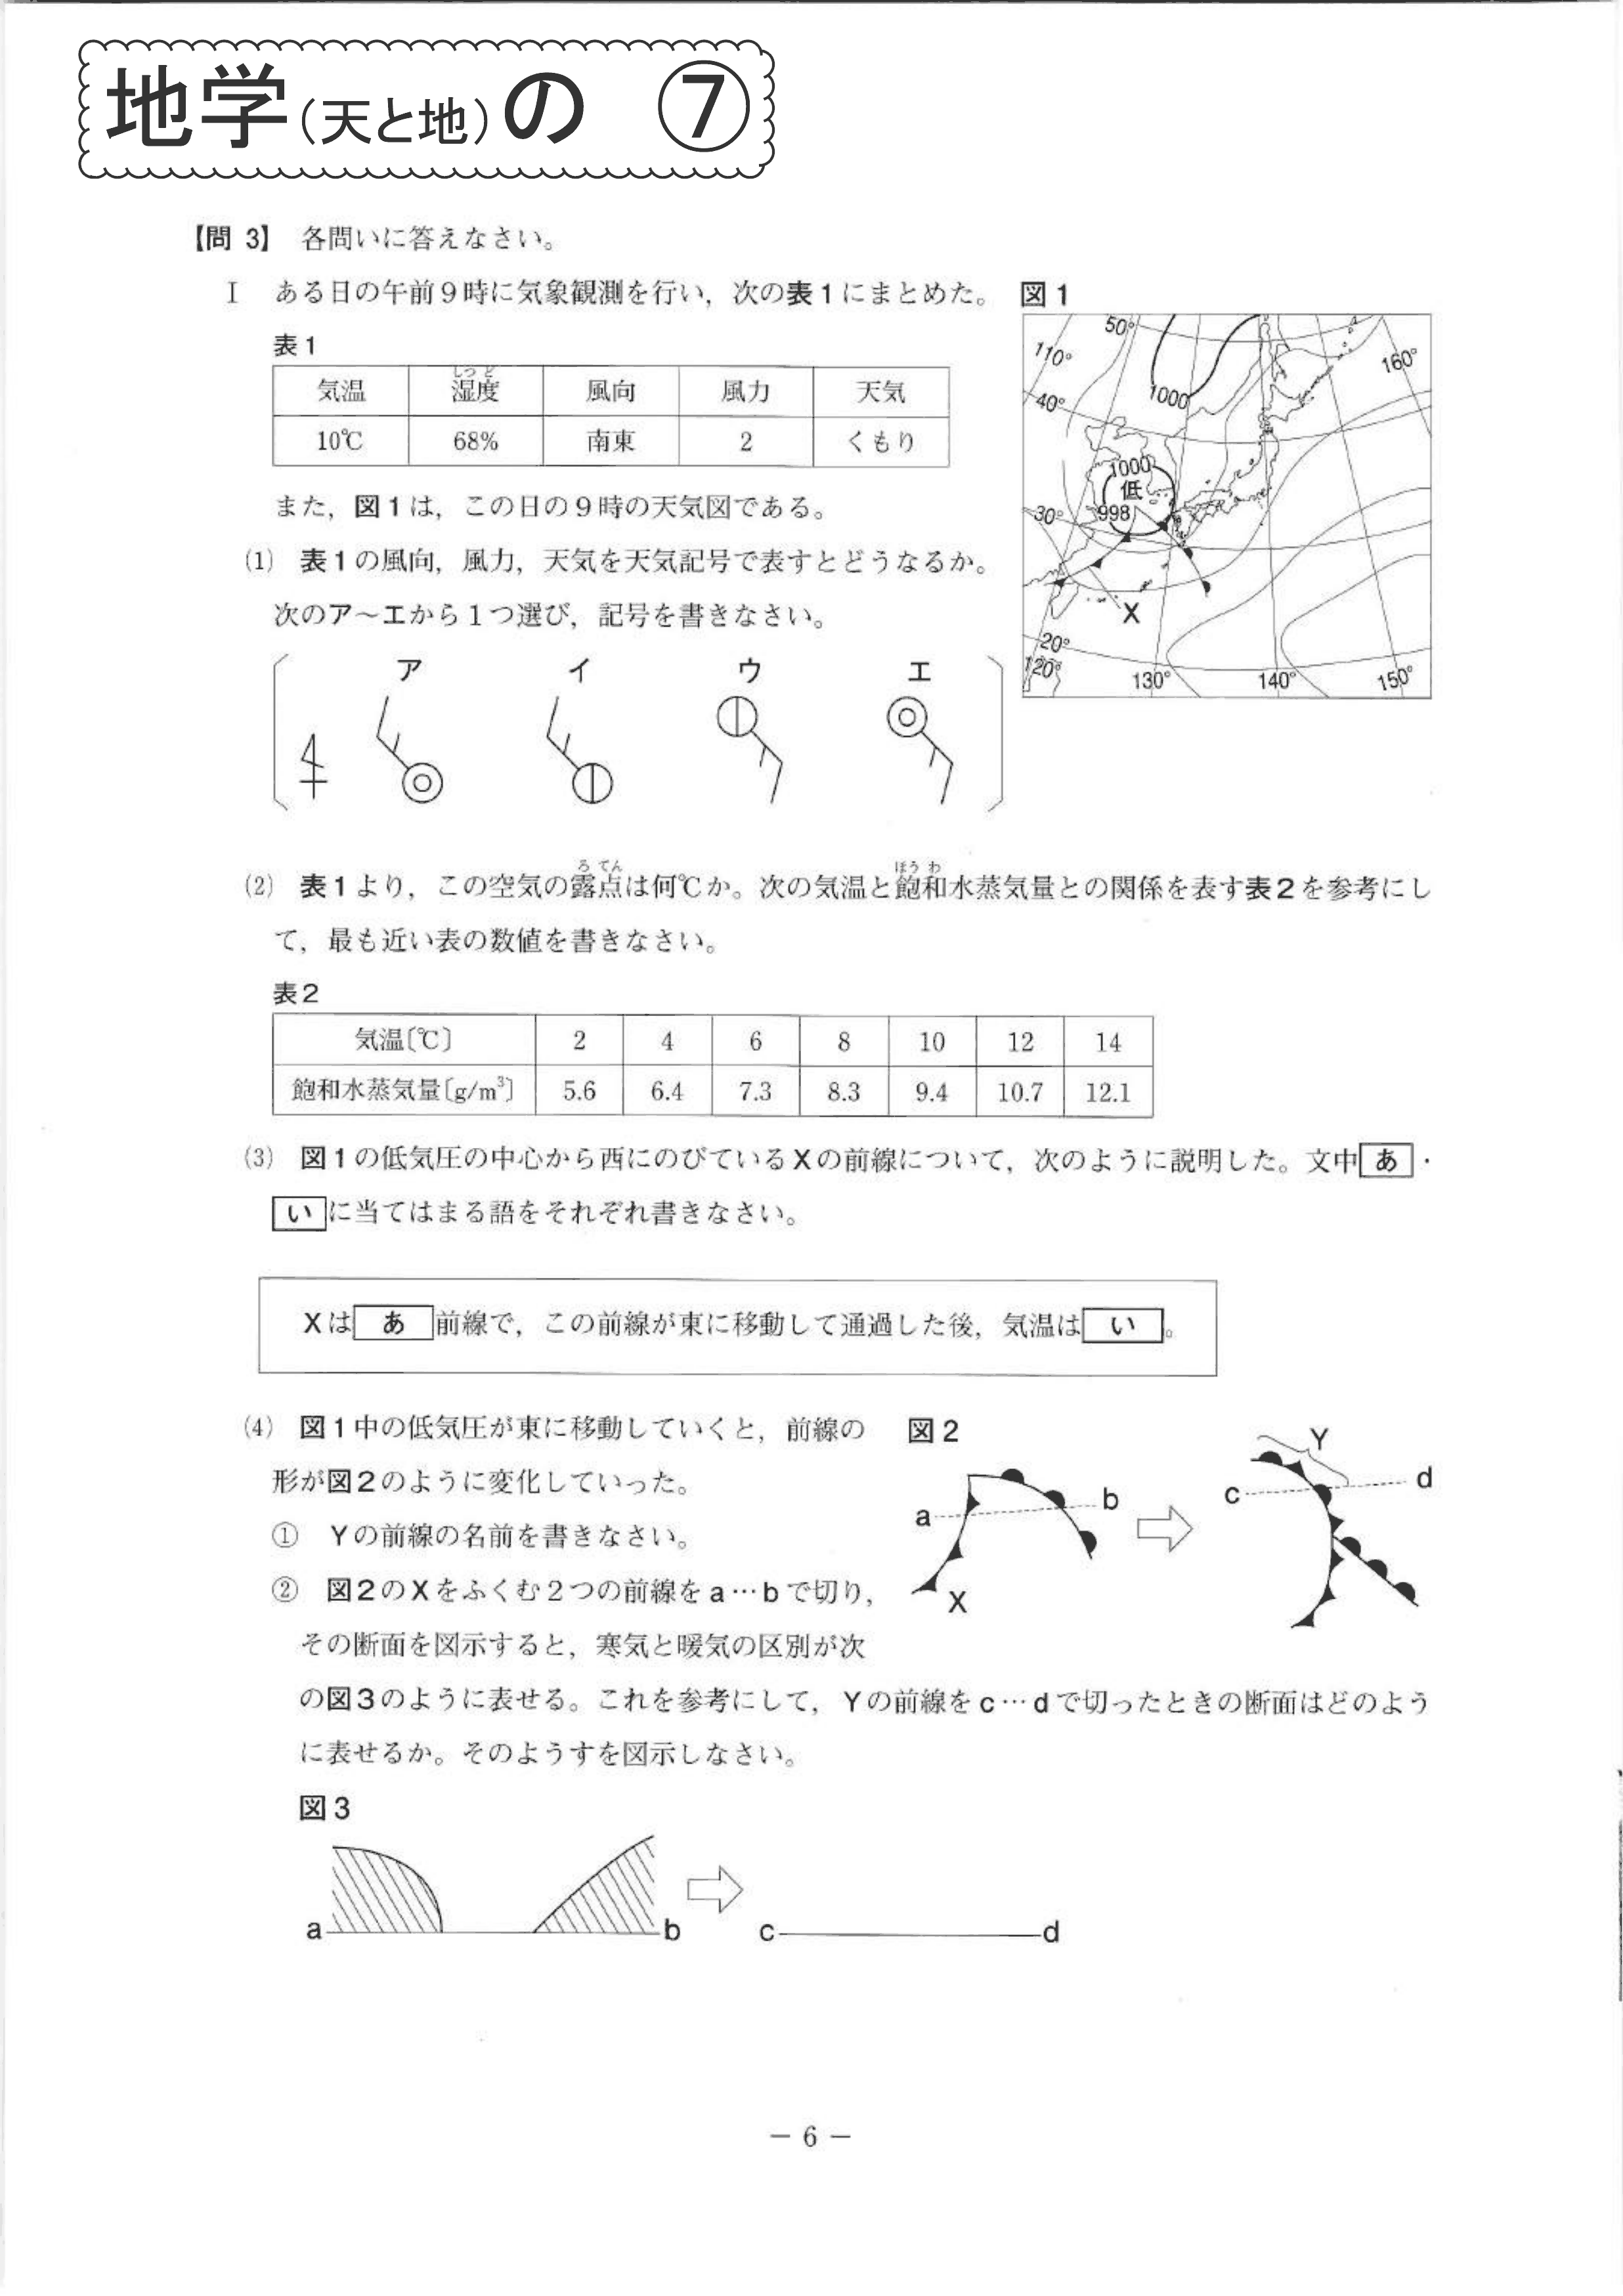 地学(天と地)の ⑦
【問 3】 各問いに答えなさい。
Ⅰ ある日の午前9時に気象観測を行い，次の表1にまとめた。
表1
気温 湿度 風向 風力 天気
しつ ど
10℃ 68% 南東 2 くもり
また，図1は，この日の9時の天気図である。
(1) 表1の風向，風力，天気を天気記号で表すとどうなるか。
次のア～エから1つ選び，記号を書きなさい。
ア イ ウ エ
図1
50°
110°
160°
40°
1000
1000
低
998
30°
X
20°
120°
130°
140°
150°
(2) 表1より，この空気の露点は何℃か。次の気温と飽和水蒸気量との関係を表す表2を参考にし
ろ てん
ほう わ
て，最も近い表の数値を書きなさい。
表2
気温〔℃〕 2 4 6 8 10 12 14
飽和水蒸気量〔g/m³〕 5.6 6.4 7.3 8.3 9.4 10.7 12.1
(3) 図1の低気圧の中心から西にのびているXの前線について，次のように説明した。文中 あ ・
い に当てはまる語をそれぞれ書きなさい。
Xは あ 前線で，この前線が東に移動して通過した後，気温は い 。
(4) 図1中の低気圧が東に移動していくと，前線の
形が図2のように変化していった。
① Yの前線の名前を書きなさい。
② 図2のXをふくむ2つの前線をa…bで切り，
その断面を図示すると，寒気と暖気の区別が次
の図3のように表せる。これを参考にして，Yの前線をc…dで切ったときの断面はどのよう
に表せるか。そのようすを図示しなさい。
図2
a
b
X
Y
c
d
図3
a
b
c
d
－ 6 －